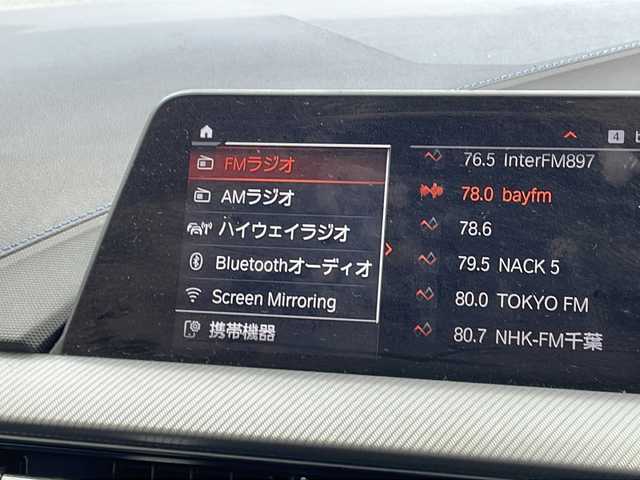 FMラジオ
AMラジオ
ハイウェイラジオ
Bluetoothオーディオ
Screen Mirroring
携帯機器
4
76.5 InterFM897
78.0 bayfm
78.6
79.5 NACK 5
80.0 TOKYO FM
80.7 NHK-FM千葉